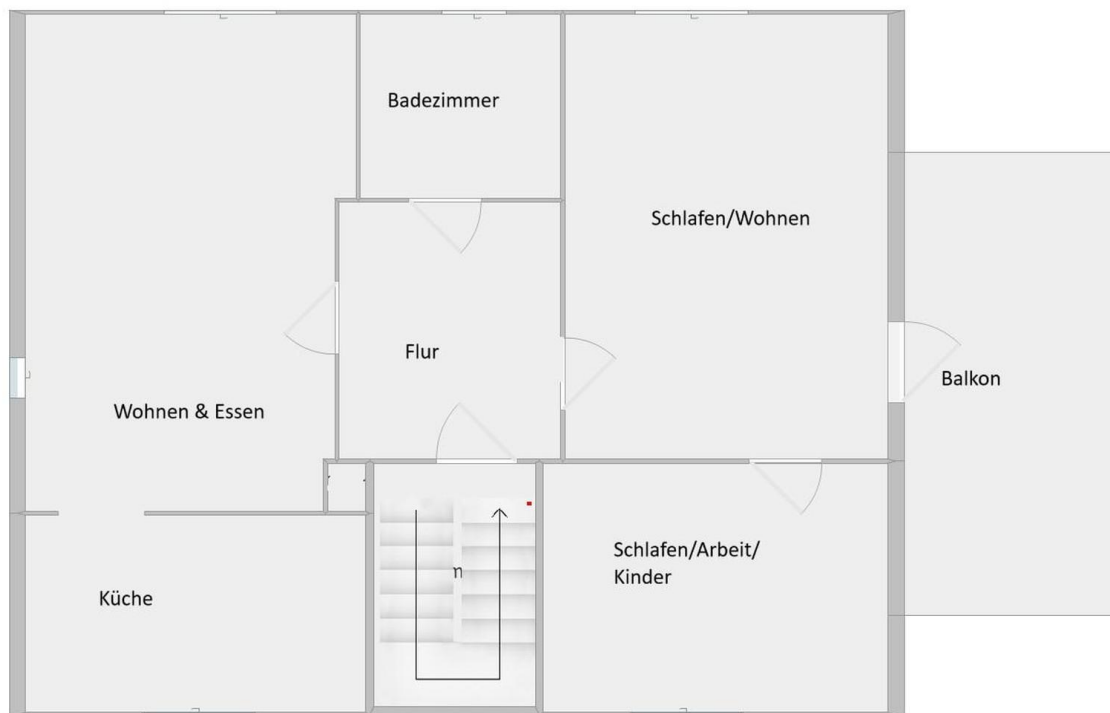 Badezimmer
Schlafen/Wohnen
Flur
Balkon
Wohnen & Essen
Schlafen/Arbeit/
Kinder
Küche